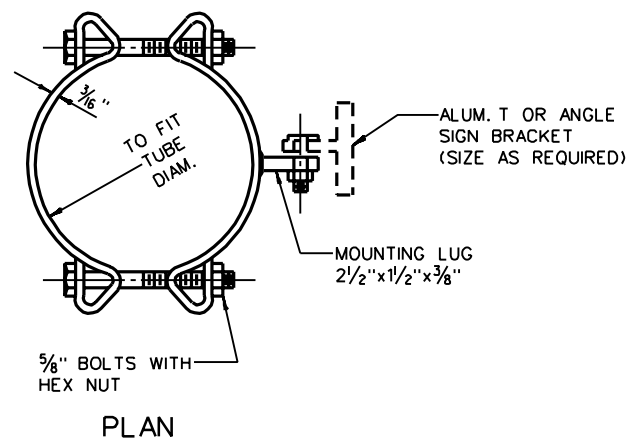 3/16"
TO FIT
TUBE
DIAM.
ALUM. T OR ANGLE
SIGN BRACKET
(SIZE AS REQUIRED)
MOUNTING LUG
2 1/2"x1 1/2"x3/8"
5/8" BOLTS WITH
HEX NUT
PLAN